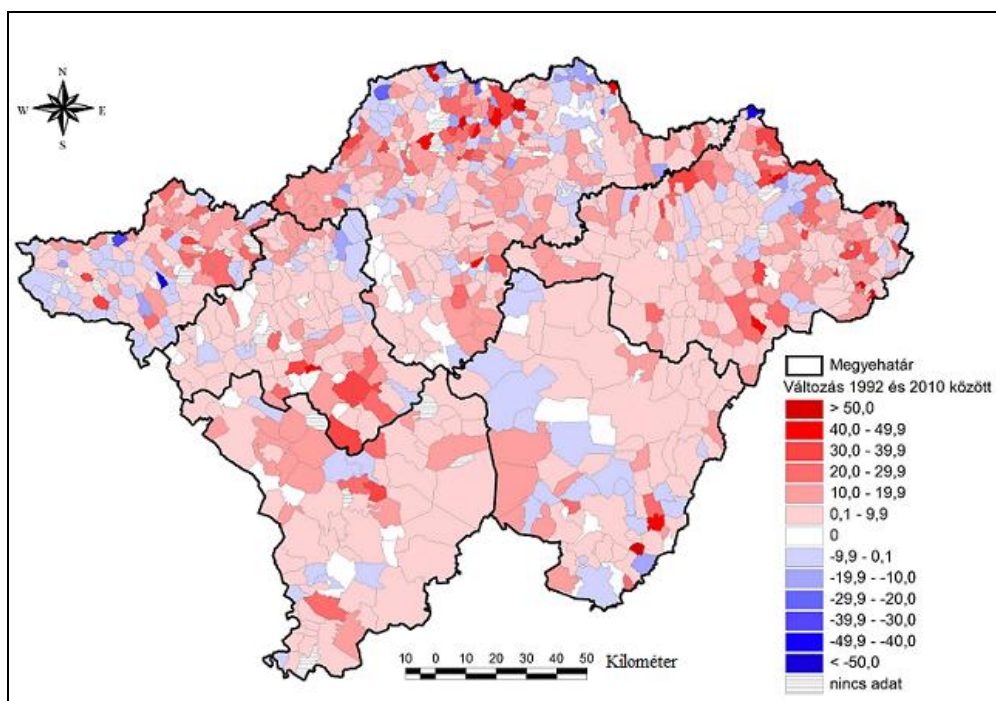 N
W E
S
Megyehatár
Változás 1992 és 2010 között
> 50,0
40,0 - 49,9
30,0 - 39,9
20,0 - 29,9
10,0 - 19,9
0,1 - 9,9
0
-9,9 - 0,1
-19,9 - -10,0
-29,9 - -20,0
-39,9 - -30,0
-49,9 - -40,0
< -50,0
nincs adat
10 0 10 20 30 40 50 Kilométer